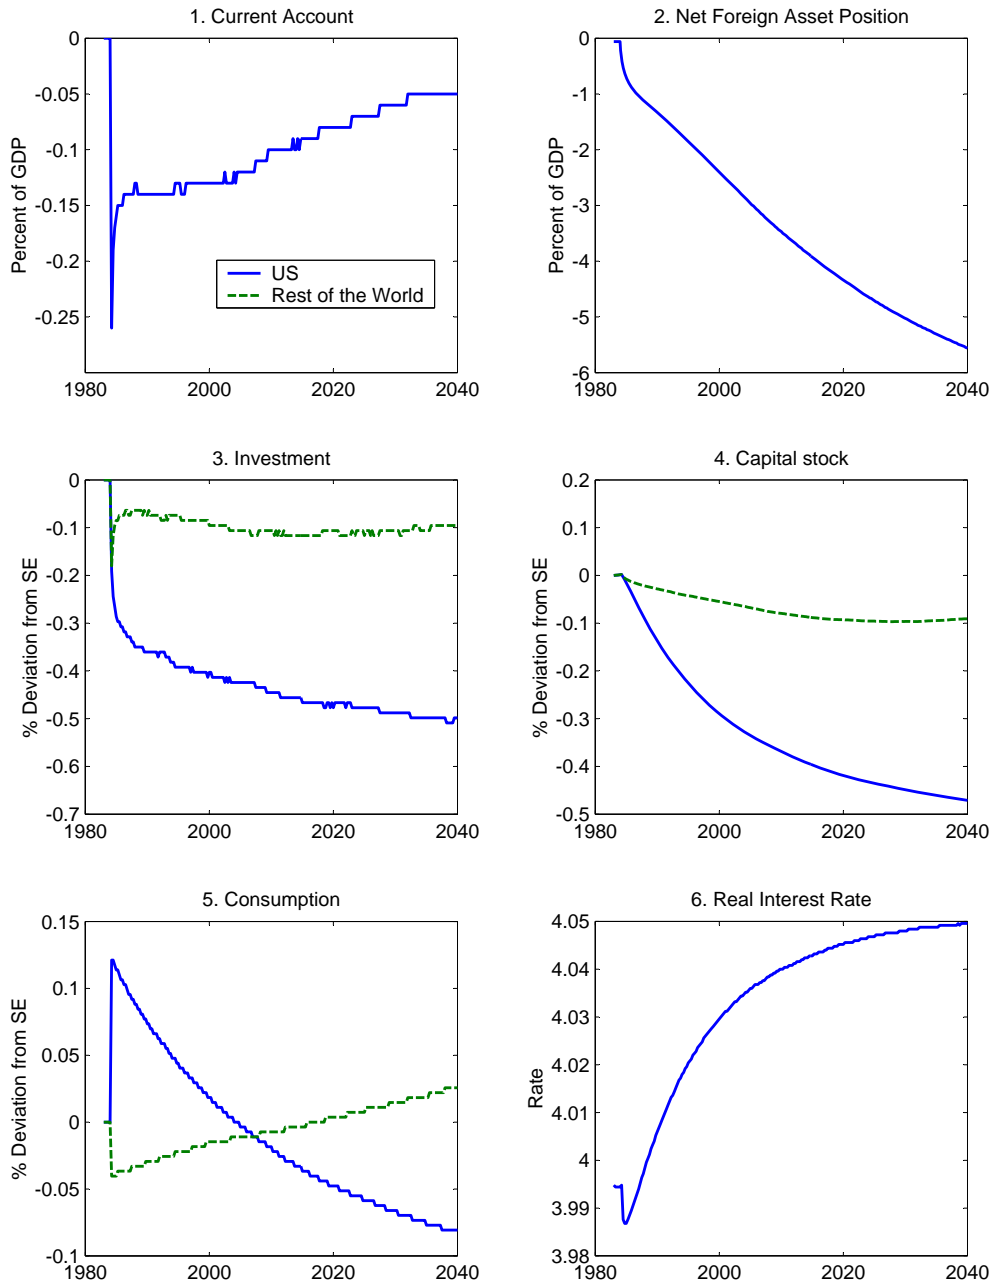 1. Current Account
0
-0.05
-0.1
-0.15
-0.2
-0.25
Percent of GDP
US
Rest of the World
1980 2000 2020 2040
2. Net Foreign Asset Position
0
-1
-2
-3
-4
-5
-6
Percent of GDP
1980 2000 2020 2040
3. Investment
0
-0.1
-0.2
-0.3
-0.4
-0.5
-0.6
-0.7
% Deviation from SE
1980 2000 2020 2040
4. Capital stock
0.2
0.1
0
-0.1
-0.2
-0.3
-0.4
-0.5
% Deviation from SE
1980 2000 2020 2040
5. Consumption
0.15
0.1
0.05
0
-0.05
-0.1
% Deviation from SE
1980 2000 2020 2040
6. Real Interest Rate
4.05
4.04
4.03
4.02
4.01
4
3.99
3.98
Rate
1980 2000 2020 2040